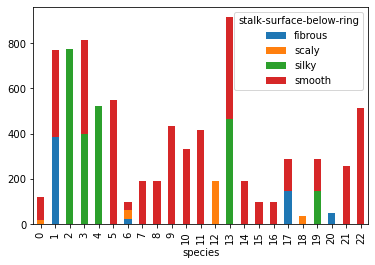 stalk-surface-below-ring
fibrous
scaly
silky
smooth
800
600
400
200
0
0 1 2 3 4 5 6 7 8 9 10 11 12 13 14 15 16 17 18 19 20 21 22
species